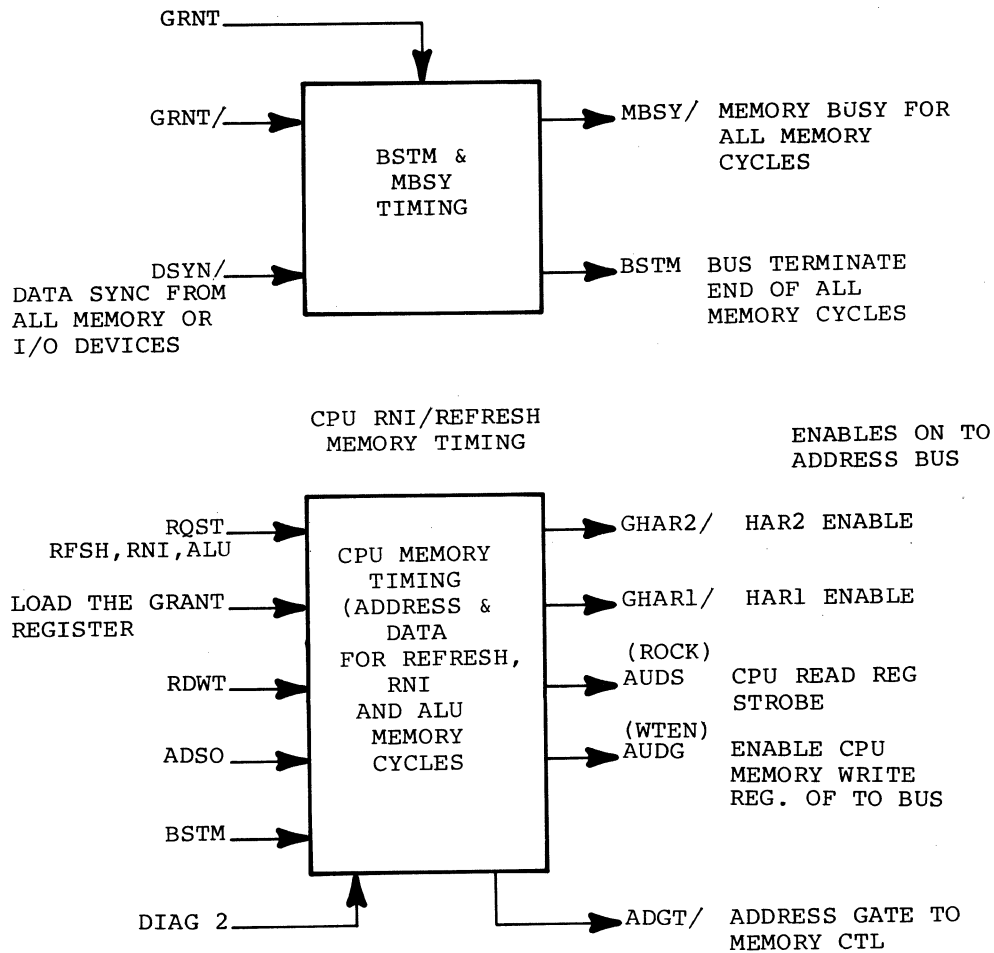 GRNT
GRNT/
BSTM &
MBSY
TIMING
MBSY/ MEMORY BUSY FOR
ALL MEMORY
CYCLES
DSYN/
DATA SYNC FROM
ALL MEMORY OR
I/O DEVICES
BSTM BUS TERMINATE
END OF ALL
MEMORY CYCLES
CPU RNI/REFRESH
MEMORY TIMING
ENABLES ON TO
ADDRESS BUS
RQST
RFSH,RNI,ALU
LOAD THE GRANT
REGISTER
RDWT
ADSO
BSTM
DIAG 2
CPU MEMORY
TIMING
(ADDRESS &
DATA
FOR REFRESH,
RNI
AND ALU
MEMORY
CYCLES
GHAR2/ HAR2 ENABLE
GHAR1/ HAR1 ENABLE
(ROCK)
AUDS CPU READ REG
STROBE
(WTEN)
AUDG ENABLE CPU
MEMORY WRITE
REG. OF TO BUS
ADGT/ ADDRESS GATE TO
MEMORY CTL